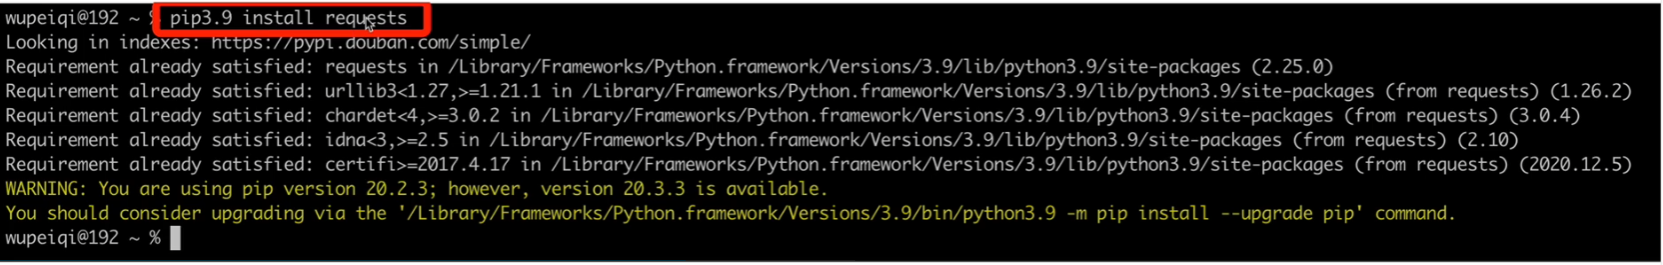 wupeiqi@192 ~ % pip3.9 install requests
Looking in indexes: https://pypi.douban.com/simple/
Requirement already satisfied: requests in /Library/Frameworks/Python.framework/Versions/3.9/lib/python3.9/site-packages (2.25.0)
Requirement already satisfied: urllib3<1.27,>=1.21.1 in /Library/Frameworks/Python.framework/Versions/3.9/lib/python3.9/site-packages (from requests) (1.26.2)
Requirement already satisfied: chardet<4,>=3.0.2 in /Library/Frameworks/Python.framework/Versions/3.9/lib/python3.9/site-packages (from requests) (3.0.4)
Requirement already satisfied: idna<3,>=2.5 in /Library/Frameworks/Python.framework/Versions/3.9/lib/python3.9/site-packages (from requests) (2.10)
Requirement already satisfied: certifi>=2017.4.17 in /Library/Frameworks/Python.framework/Versions/3.9/lib/python3.9/site-packages (from requests) (2020.12.5)
WARNING: You are using pip version 20.2.3; however, version 20.3.3 is available.
You should consider upgrading via the '/Library/Frameworks/Python.framework/Versions/3.9/bin/python3.9 -m pip install --upgrade pip' command.
wupeiqi@192 ~ %